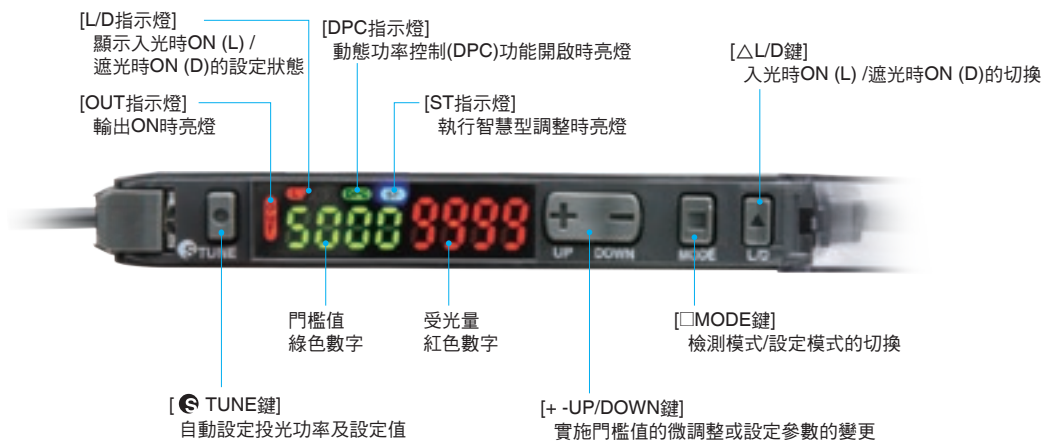 [L/D指示燈]
顯示入光時ON (L) /
遮光時ON (D)的設定狀態
[DPC指示燈]
動態功率控制(DPC)功能開啟時亮燈
[△L/D鍵]
入光時ON (L) /遮光時ON (D)的切換
[OUT指示燈]
輸出ON時亮燈
[ST指示燈]
執行智慧型調整時亮燈
5000 9999
S TUNE
+ −
UP DOWN
MODE
L/D
門檻值
綠色數字
受光量
紅色數字
[□MODE鍵]
檢測模式/設定模式的切換
[ S TUNE鍵]
自動設定投光功率及設定值
[+ -UP/DOWN鍵]
實施門檻值的微調整或設定參數的變更